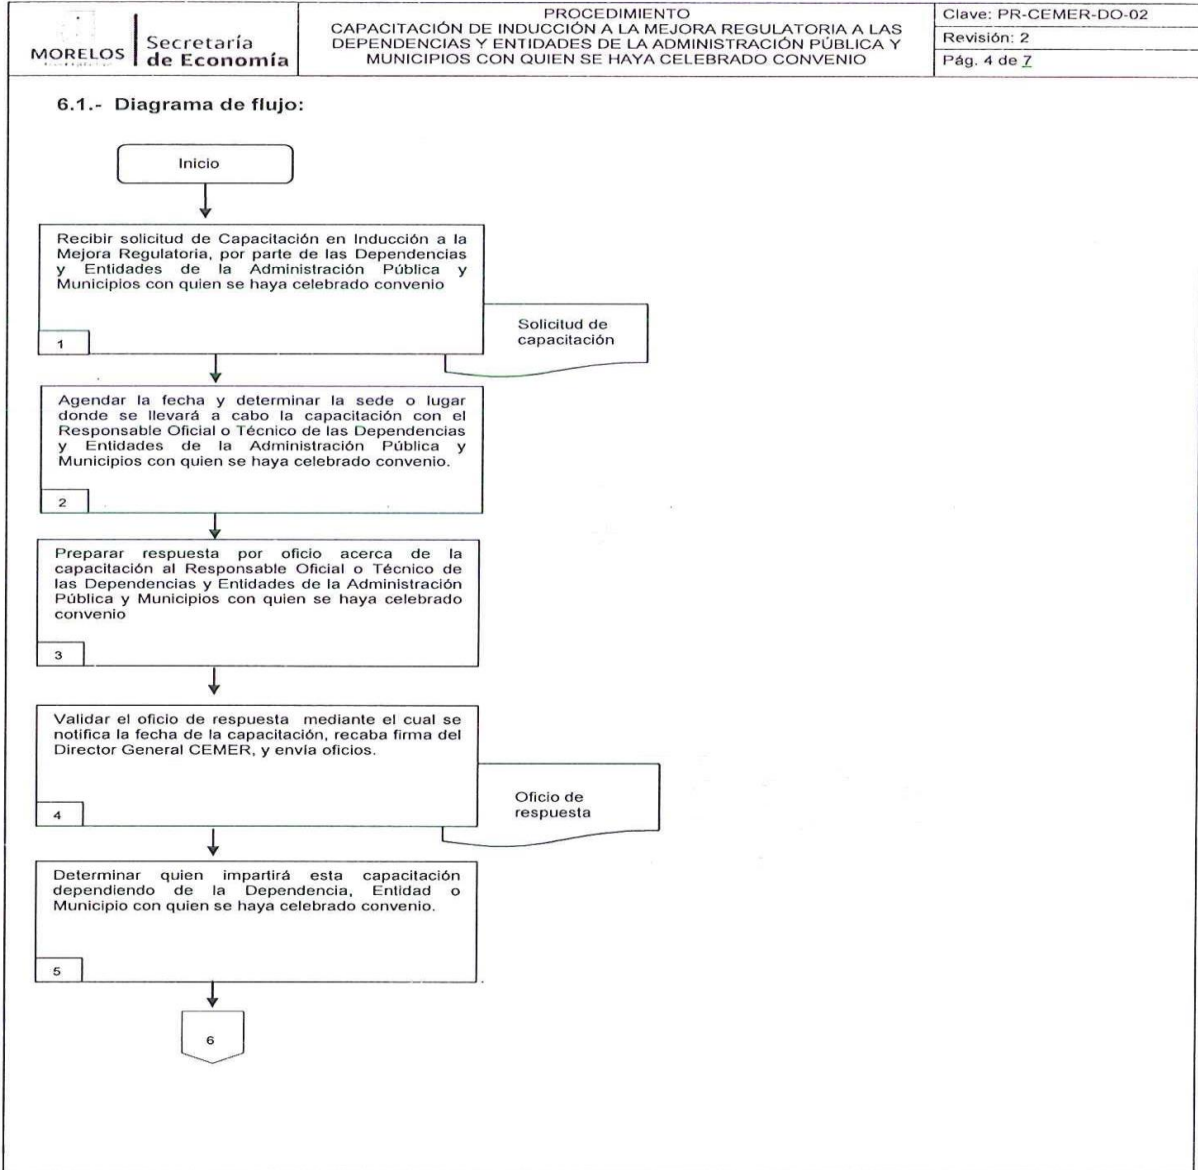 MORELOS
Secretaría
de Economía
PROCEDIMIENTO
CAPACITACIÓN DE INDUCCIÓN A LA MEJORA REGULATORIA A LAS
DEPENDENCIAS Y ENTIDADES DE LA ADMINISTRACIÓN PÚBLICA Y
MUNICIPIOS CON QUIEN SE HAYA CELEBRADO CONVENIO
Clave: PR-CEMER-DO-02
Revisión: 2
Pág. 4 de 7
6.1.- Diagrama de flujo:
Inicio
Recibir solicitud de Capacitación en Inducción a la
Mejora Regulatoria, por parte de las Dependencias
y Entidades de la Administración Pública y
Municipios con quien se haya celebrado convenio
1
Solicitud de
capacitación
Agendar la fecha y determinar la sede o lugar
donde se llevará a cabo la capacitación con el
Responsable Oficial o Técnico de las Dependencias
y Entidades de la Administración Pública y
Municipios con quien se haya celebrado convenio.
2
Preparar respuesta por oficio acerca de la
capacitación al Responsable Oficial o Técnico de
las Dependencias y Entidades de la Administración
Pública y Municipios con quien se haya celebrado
convenio
3
Validar el oficio de respuesta mediante el cual se
notifica la fecha de la capacitación, recaba firma del
Director General CEMER, y envía oficios.
4
Oficio de
respuesta
Determinar quien impartirá esta capacitación
dependiendo de la Dependencia, Entidad o
Municipio con quien se haya celebrado convenio.
5
6